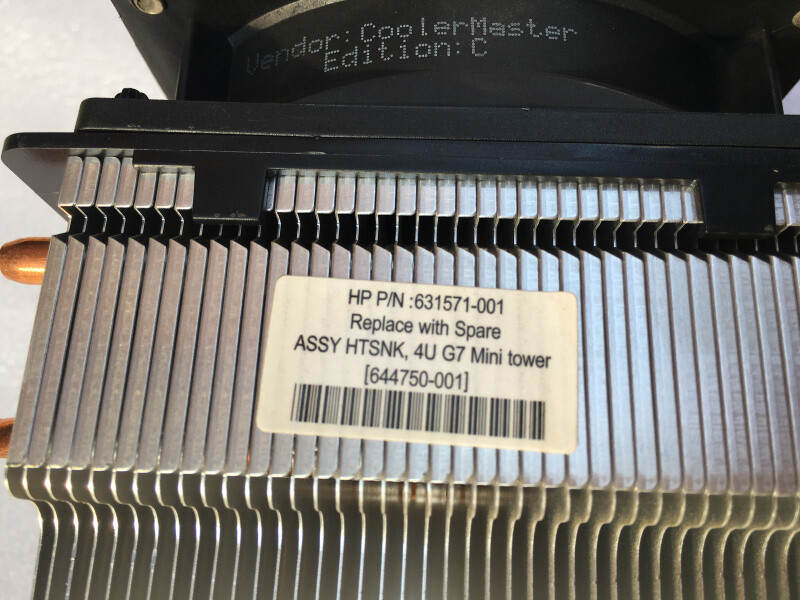 Vendor:CoolerMaster
Edition:C
HP P/N :631571-001
Replace with Spare
ASSY HTSNK, 4U G7 Mini tower
[644750-001]